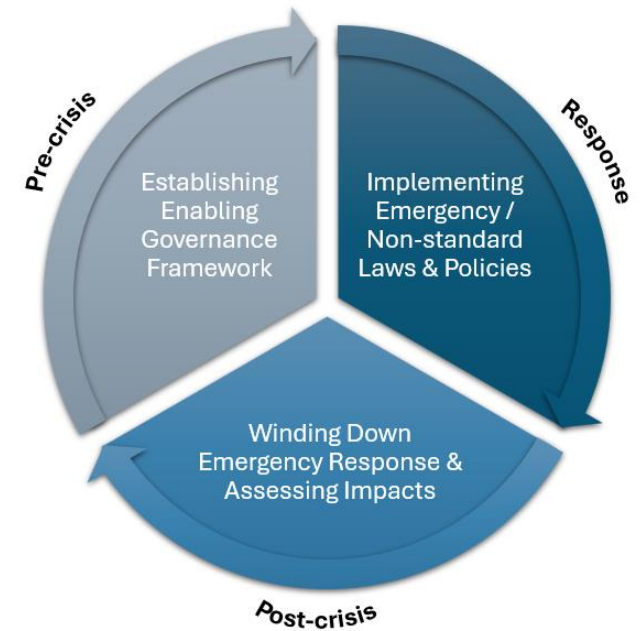 Pre-crisis
Establishing
Enabling
Governance
Framework
Response
Implementing
Emergency /
Non-standard
Laws & Policies
Winding Down
Emergency Response &
Assessing Impacts
Post-crisis